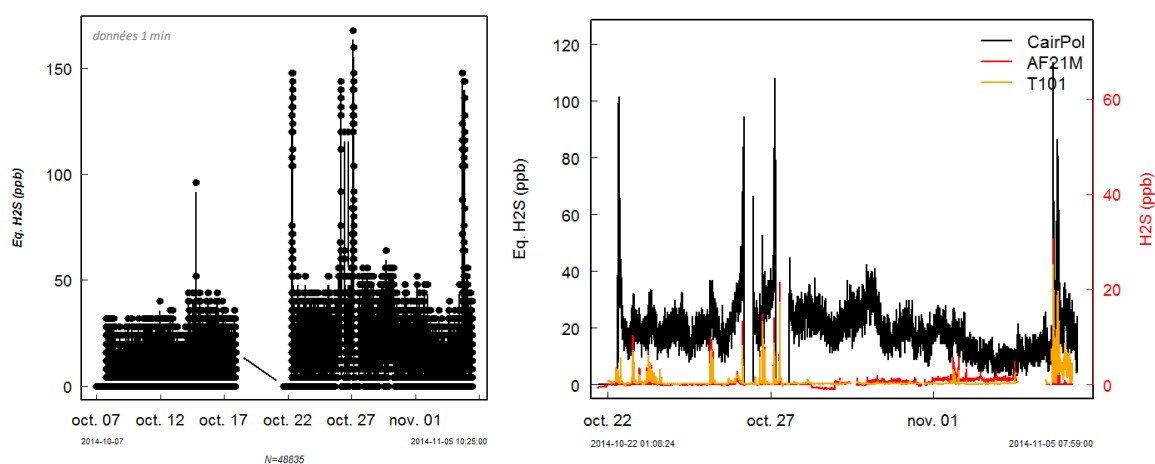 données 1 min
150
100
50
0
Eq. H2S (ppb)
oct. 07 oct. 12 oct. 17 oct. 22 oct. 27 nov. 01
2014-10-07 2014-11-05 10:25:00
N=48835
CairPol
AF21M
T101
120
100
80
60
40
20
0
Eq. H2S (ppb)
60
40
20
0
H2S (ppb)
oct. 22 oct. 27 nov. 01
2014-10-22 01:08:24 2014-11-05 07:59:00